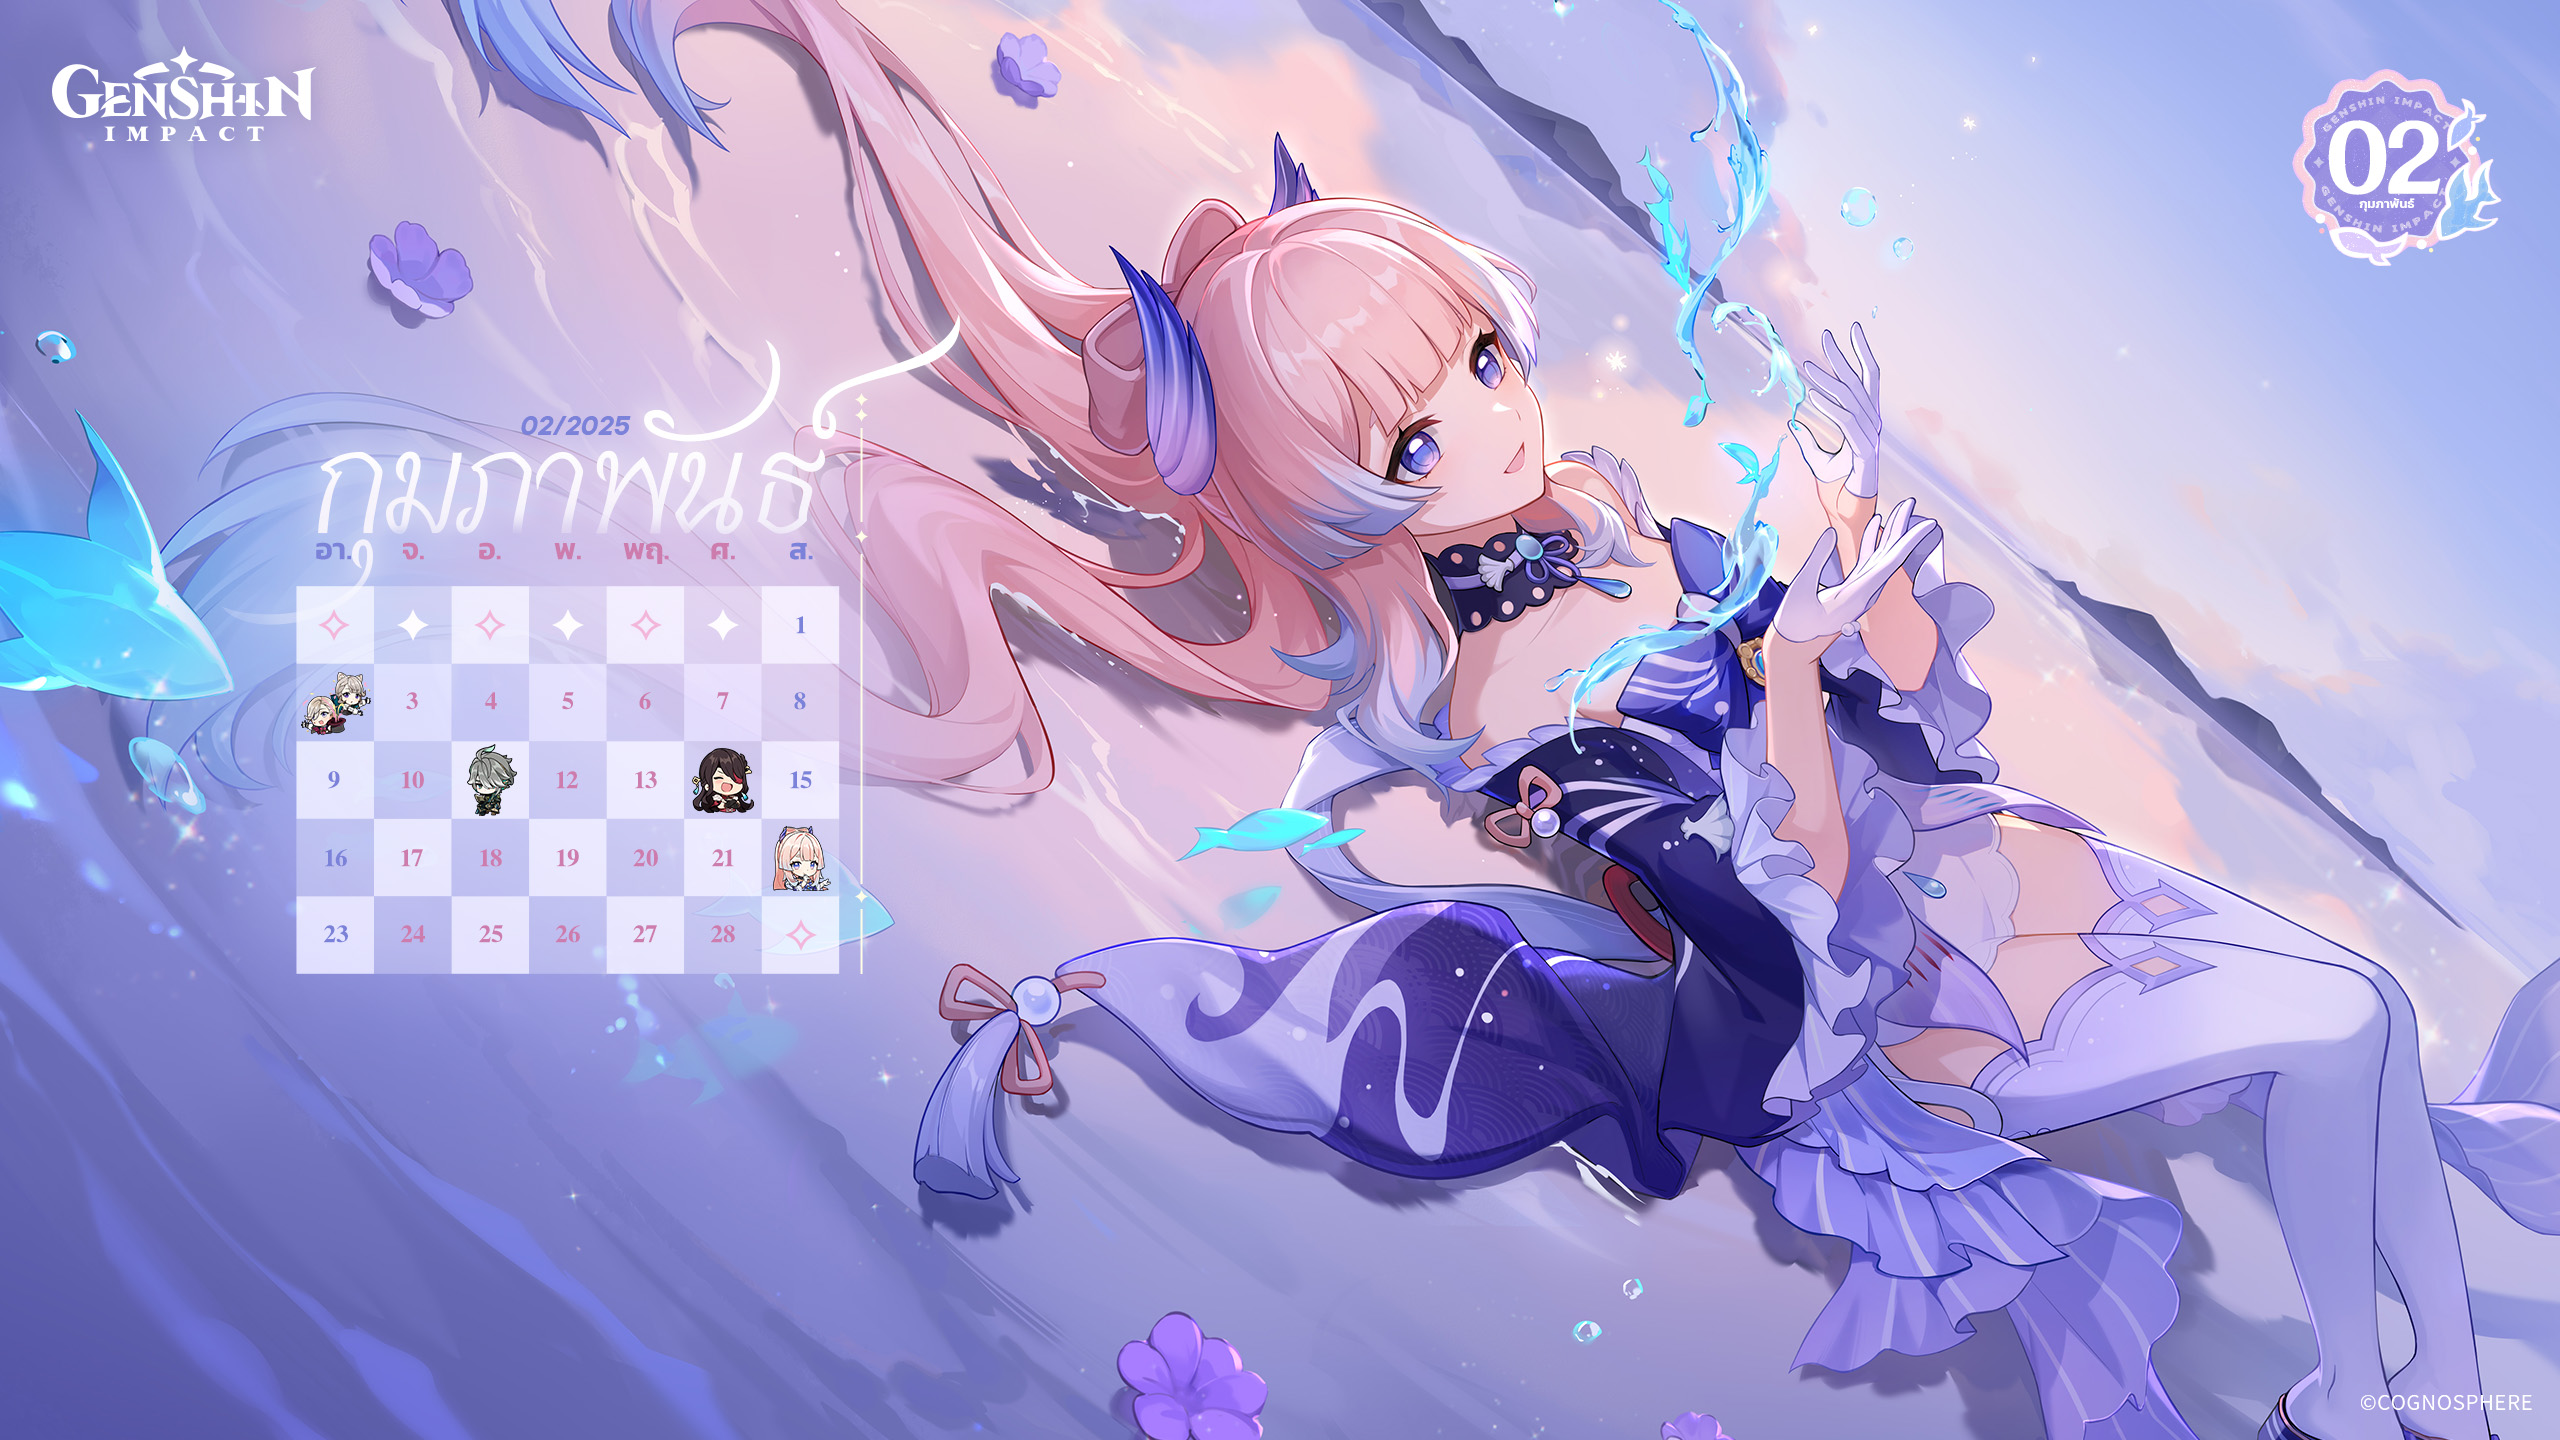 GENSHIN
IMPACT
GENSHIN IMPACT
02
กุมภาพันธ์
GENSHIN IMPACT
02/2025
กุมภาพันธ์
อา. จ. อ. พ. พฤ. ศ. ส.
1
3 4 5 6 7 8
9 10 12 13 15
16 17 18 19 20 21
23 24 25 26 27 28
©COGNOSPHERE